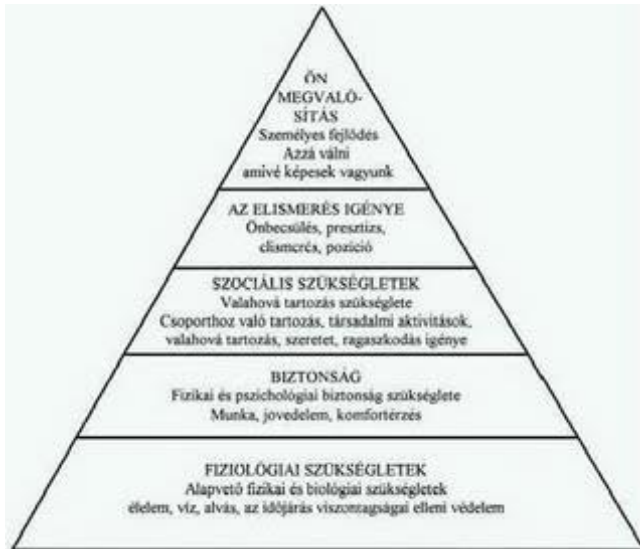 ÖN
MEGVALÓ-
SÍTÁS
Személyes fejlődés
Azzá válni
amivé képesek vagyunk
AZ ELISMERÉS IGÉNYE
Önbecsülés, presztizs,
elismerés, pozíció
SZOCIÁLIS SZÜKSÉGLETEK
Valahová tartozás szükséglete
Csoporthoz való tartozás, társadalmi aktivitások,
valahová tartozás, szeretet, ragaszkodás igénye
BIZTONSÁG
Fizikai és pszichológiai biztonság szükséglete
Munka, jovedelem, komfortérzés
FIZIOLÓGIAI SZÜKSÉGLETEK
Alapvető fizikai és biológiai szükségletek
élelem, víz, alvás, az időjárás viszontagságai elleni védelem